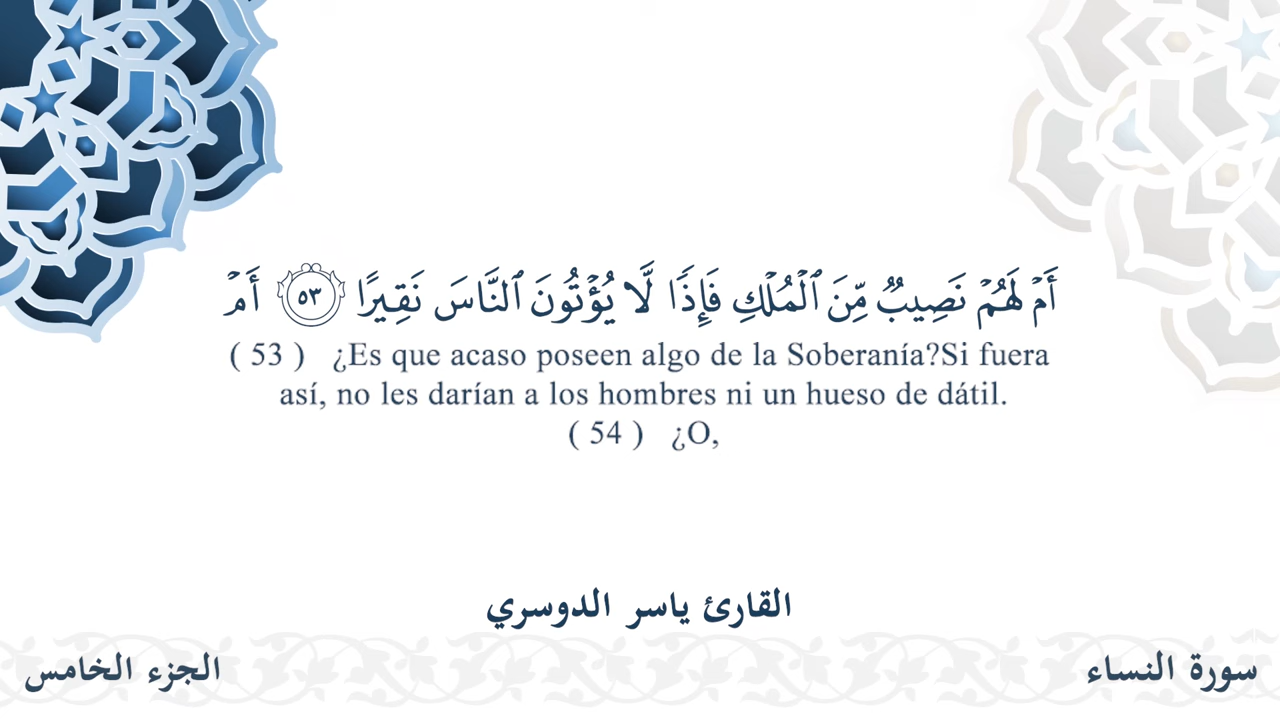 أَمۡ لَهُمۡ نَصِيبٞ مِّنَ ٱلۡمُلۡكِ فَإِذٗا لَّا يُؤۡتُونَ ٱلنَّاسَ نَقِيرًا ٥٣ أَمۡ
( 53 ) ¿Es que acaso poseen algo de la Soberanía?Si fuera
así, no les darían a los hombres ni un hueso de dátil.
( 54 ) ¿O,
القارئ ياسر الدوسري
سورة النساء
الجزء الخامس